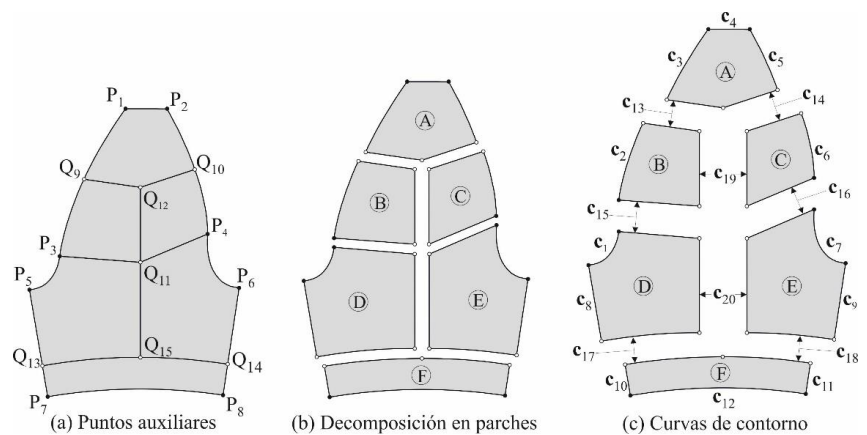 P1 P2
Q9 Q10
Q12
P3 P4
Q11
P5 P6
Q13 Q15 Q14
P7 P8
(a) Puntos auxiliares
A
B C
D E
F
(b) Decomposición en parches
c4
c3 A c5
c13 c14
c2 B c19 C c6
c15 c16
c1 c7
c8 D c20 E c9
c17 c18
c10 F c11
c12
(c) Curvas de contorno